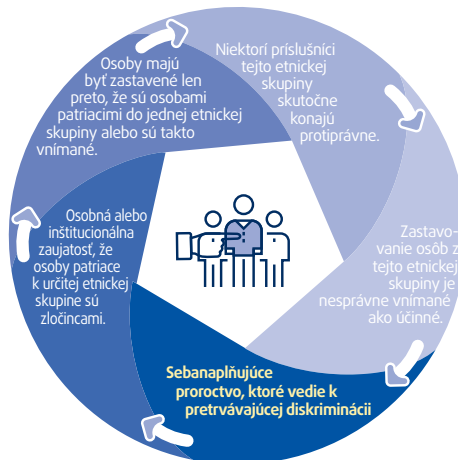 Osoby majú
byť zastavené len
preto, že sú osobami
patriacimi do jednej etnickej
skupiny alebo sú takto
vnímané.
Niektorí príslušníci
tejto etnickej
skupiny
skutočne
konajú
protiprávne.
Zastavo-
vanie osôb z
tejto etnickej
skupiny je
nesprávne vnímané
ako účinné.
Sebanaplňujúce
proroctvo, ktoré vedie k
pretrvávajúcej diskriminácii
Osobná alebo
inštitucionálna
zaujatosť, že
osoby patriace
k určitej etnickej
skupine sú
zločincami.